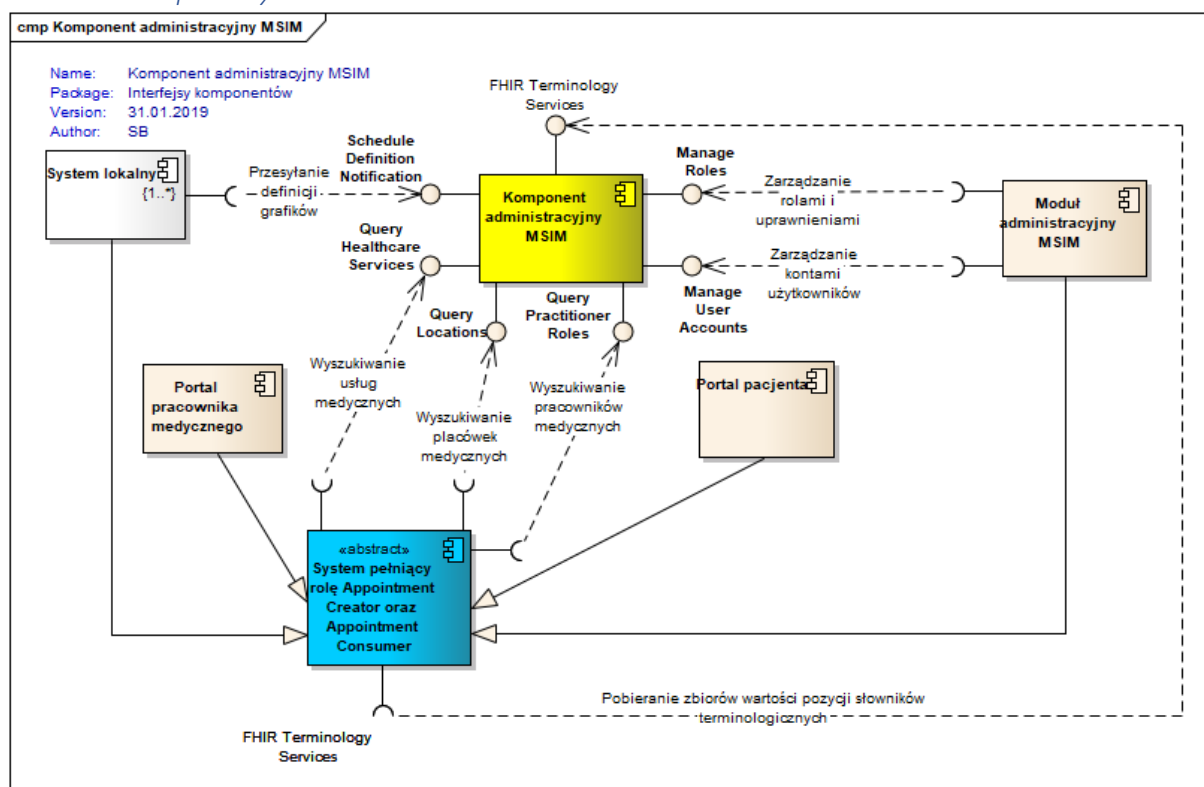 cmp Komponent administracyjny MSIM
Name: Komponent administracyjny MSIM
Package: Interfejsy komponentów
Version: 31.01.2019
Author: SB
FHIR Terminology
Services
System lokalny
{1..*}
Przesyłanie
definicji
grafików
Schedule
Definition
Notification
Komponent
administracyjny
MSIM
Manage
Roles
Zarządzanie
rolami i
uprawnieniami
Moduł
administracyjny
MSIM
Query
Healthcare
Services
Zarządzanie
kontami
użytkowników
Manage
User
Accounts
Query
Locations
Query
Practitioner
Roles
Portal
pracownika
medycznego
Wyszukiwanie
usług
medycznych
Wyszukiwanie
placówek
medycznych
Wyszukiwanie
pracowników
medycznych
Portal pacjenta
«abstract»
System pełniący
rolę Appointment
Creator oraz
Appointment
Consumer
Pobieranie zbiorów wartości pozycji słowników
terminologicznych
FHIR Terminology
Services